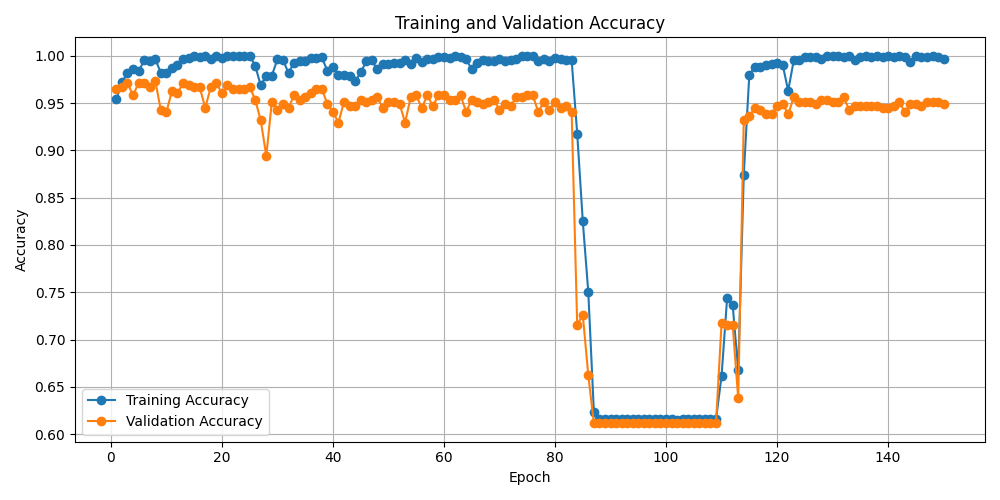 Training and Validation Accuracy
1.00
0.95
0.90
0.85
0.80
0.75
0.70
0.65
0.60
Accuracy
Training Accuracy
Validation Accuracy
0 20 40 60 80 100 120 140
Epoch